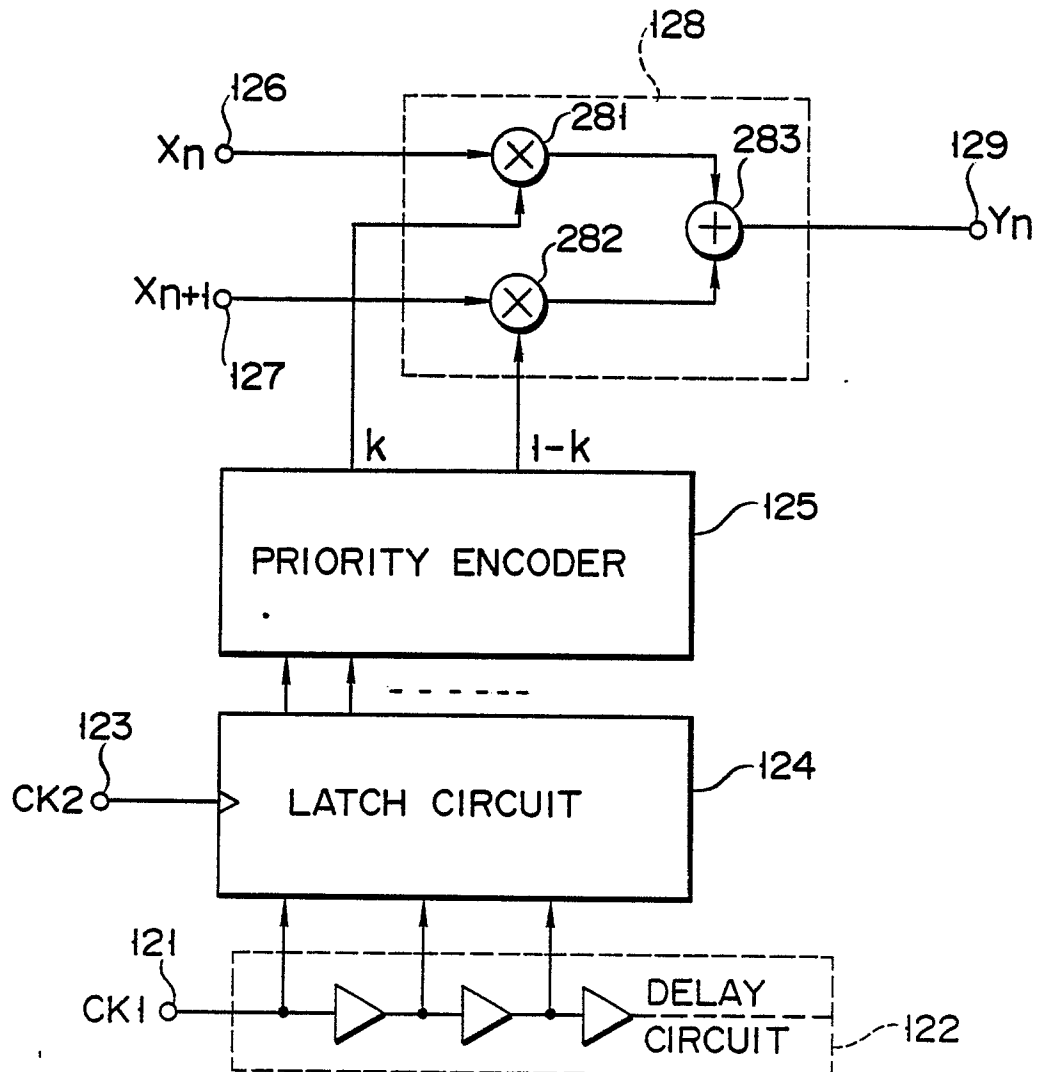 128
126
281
Xn
283
129
Yn
282
Xn+1
127
k
1-k
125
PRIORITY ENCODER
123
124
CK2
LATCH CIRCUIT
121
CK1
DELAY
CIRCUIT
122